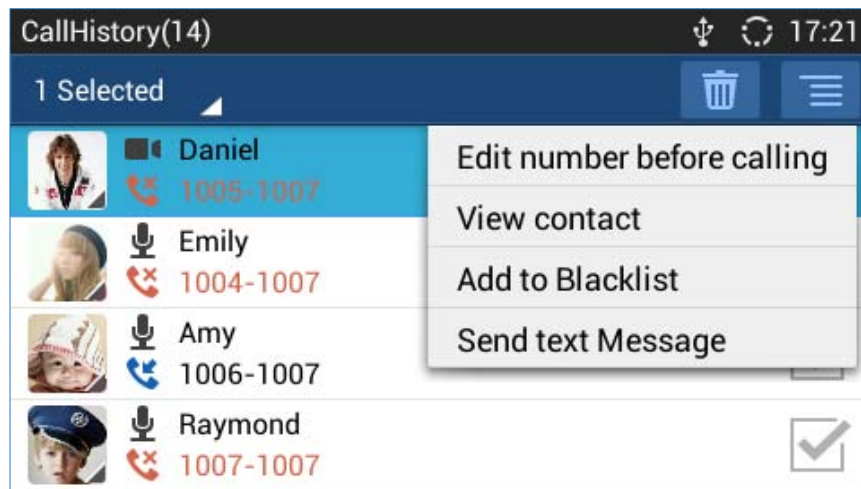 CallHistory(14) 17:21
1 Selected
Daniel
1005-1007
Emily
1004-1007
Amy
1006-1007
Raymond
1007-1007
Edit number before calling
View contact
Add to Blacklist
Send text Message